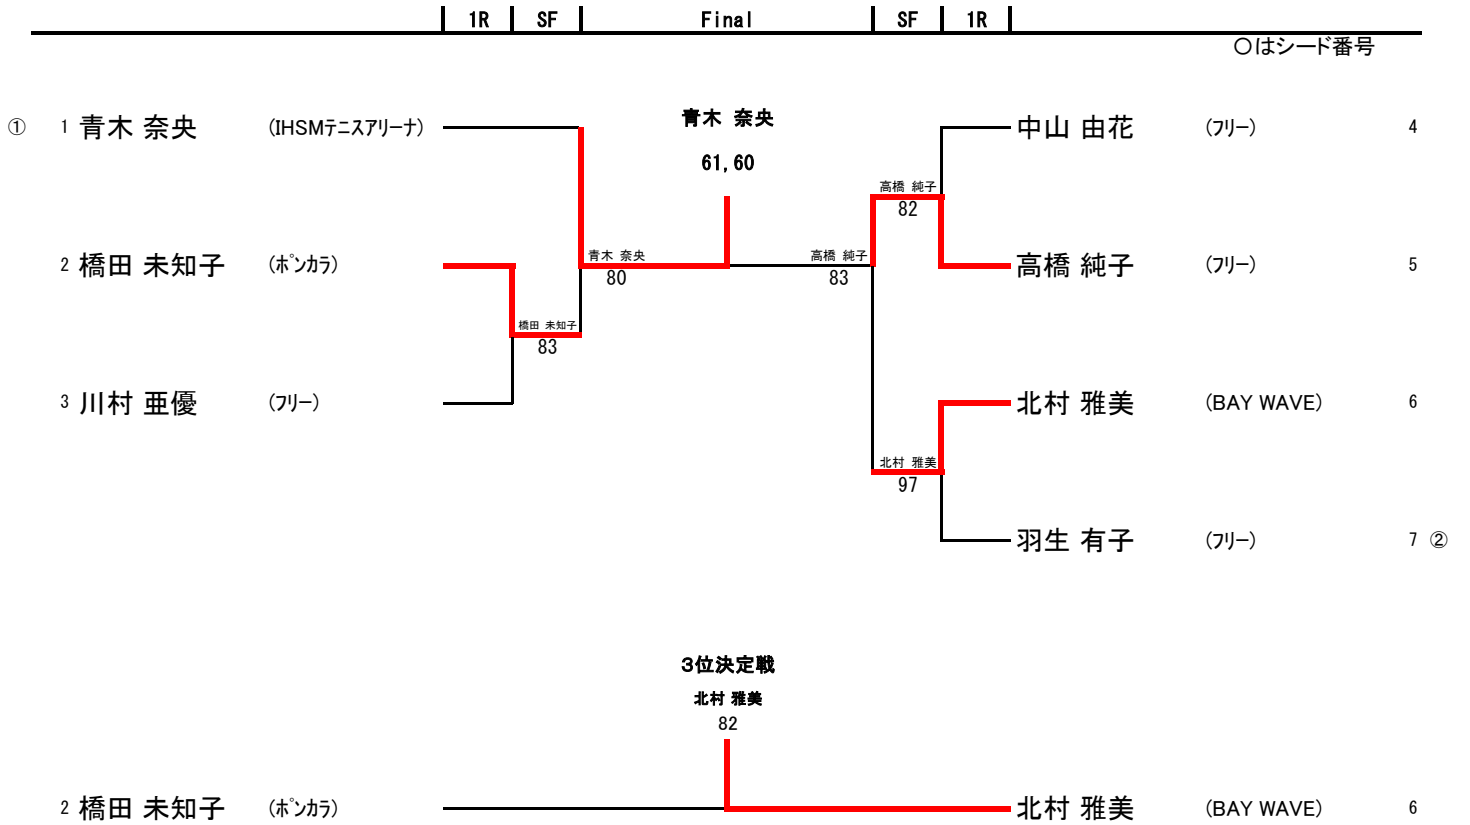 1R SF Final SF 1R
○はシード番号
① 1 青木 奈央 (IHSMテニスアリーナ) 青木 奈央 中山 由花 (フリー) 4
61,60
高橋 純子
82
2 橋田 未知子 (ポンカラ) 青木 奈央 高橋 純子 高橋 純子 (フリー) 5
80 83
橋田 未知子
83
3 川村 亜優 (フリー) 北村 雅美 (BAY WAVE) 6
北村 雅美
97
羽生 有子 (フリー) 7 ②
3位決定戦
北村 雅美
82
2 橋田 未知子 (ポンカラ) 北村 雅美 (BAY WAVE) 6